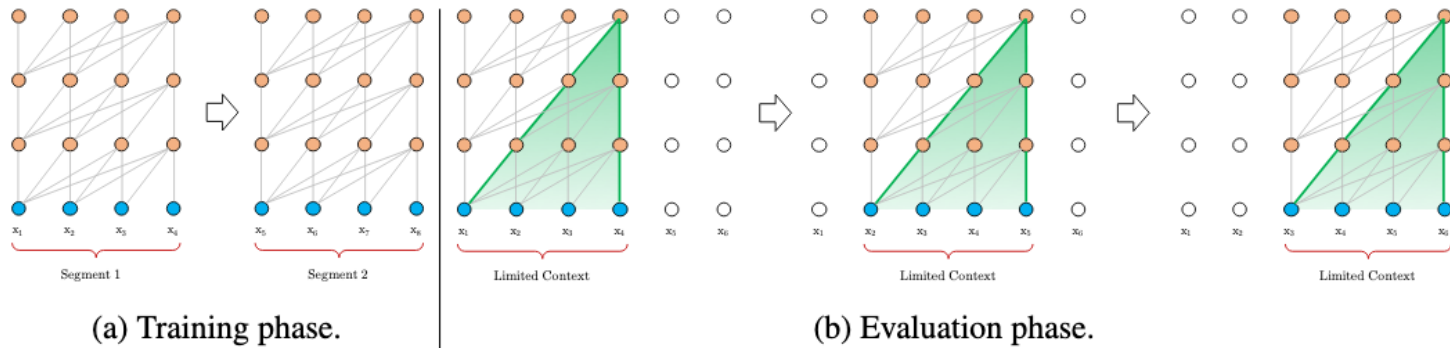 x₁ x₂ x₃ x₄ x₅ x₆ x₇ x₈ x₁ x₂ x₃ x₄ x₅ x₆ x₁ x₂ x₃ x₄ x₅ x₆ x₁ x₂ x₃ x₄ x₅ x₆
Segment 1 Segment 2 Limited Context Limited Context Limited Context
(a) Training phase. (b) Evaluation phase.